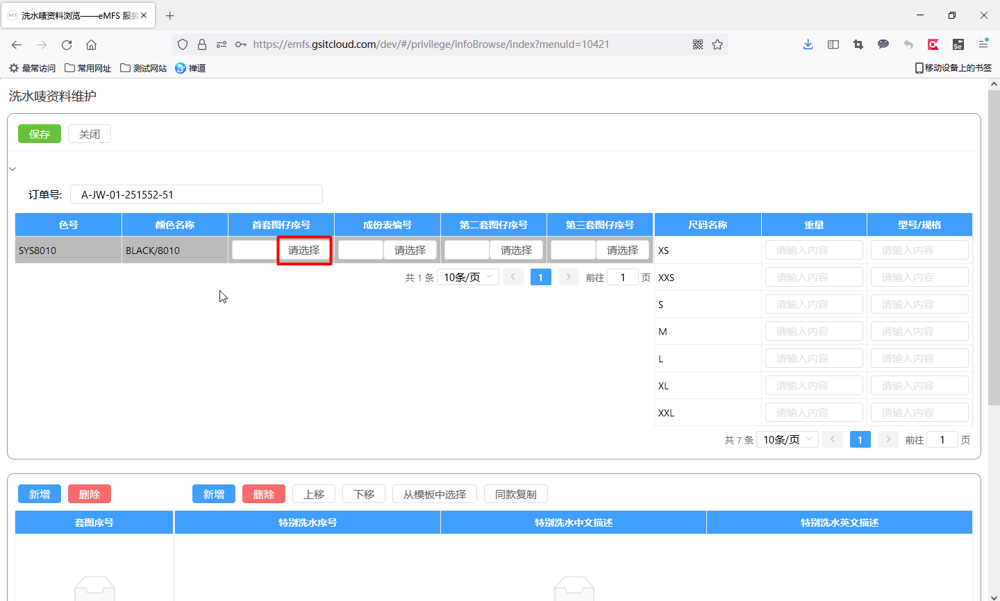 洗水唛资料浏览——eMFS 服装
https://emfs.gsitcloud.com/dev/#/privilege/infoBrowse/index?menuId=10421
最常访问 常用网址 测试网站 禅道 移动设备上的书签
洗水唛资料维护
保存 关闭
订单号: A-JW-01-251552-51
色号 颜色名称 首套图仔序号 成份表编号 第二套图仔序号 第三套图仔序号 尺码名称 重量 型号/规格
SYS8010 BLACK/8010 请选择 请选择 请选择 请选择 XS 请输入内容 请输入内容
共 1 条 10条/页 1 前往 1 页 XXS 请输入内容 请输入内容
S 请输入内容 请输入内容
M 请输入内容 请输入内容
L 请输入内容 请输入内容
XL 请输入内容 请输入内容
XXL 请输入内容 请输入内容
共 7 条 10条/页 1 前往 1 页
新增 删除 新增 删除 上移 下移 从模板中选择 同款复制
套图序号 特别洗水序号 特别洗水中文描述 特别洗水英文描述